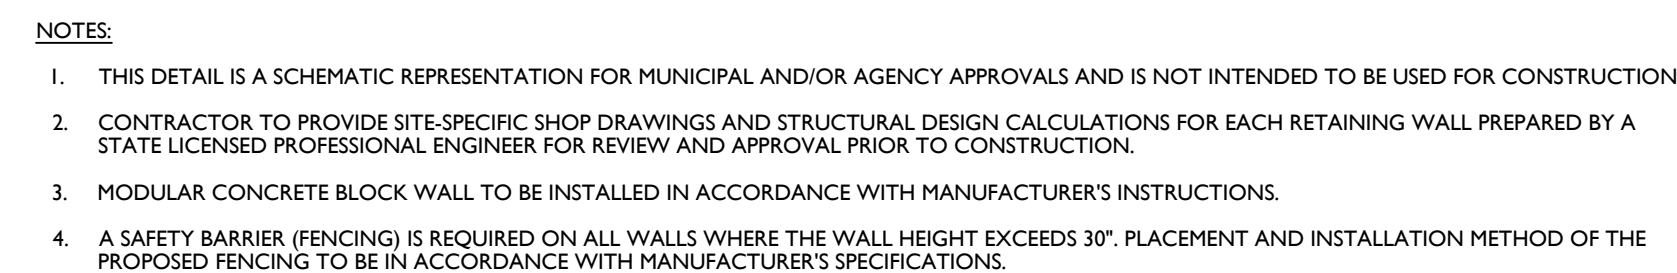 NOTES:
1. THIS DETAIL IS A SCHEMATIC REPRESENTATION FOR MUNICIPAL AND/OR AGENCY APPROVALS AND IS NOT INTENDED TO BE USED FOR CONSTRUCTION
2. CONTRACTOR TO PROVIDE SITE-SPECIFIC SHOP DRAWINGS AND STRUCTURAL DESIGN CALCULATIONS FOR EACH RETAINING WALL PREPARED BY A
STATE LICENSED PROFESSIONAL ENGINEER FOR REVIEW AND APPROVAL PRIOR TO CONSTRUCTION.
3. MODULAR CONCRETE BLOCK WALL TO BE INSTALLED IN ACCORDANCE WITH MANUFACTURER'S INSTRUCTIONS.
4. A SAFETY BARRIER (FENCING) IS REQUIRED ON ALL WALLS WHERE THE WALL HEIGHT EXCEEDS 30". PLACEMENT AND INSTALLATION METHOD OF THE
PROPOSED FENCING TO BE IN ACCORDANCE WITH MANUFACTURER'S SPECIFICATIONS.